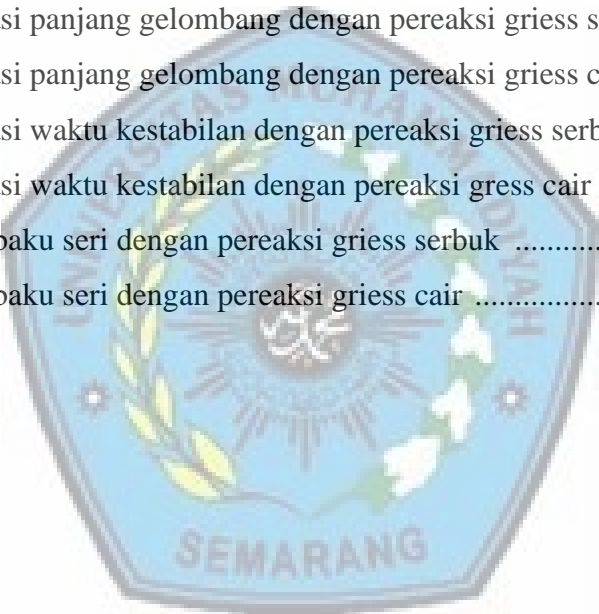 si panjang gelombang dengan pereaksi griess s
si panjang gelombang dengan pereaksi griess c
si waktu kestabilan dengan pereaksi griess serb
si waktu kestabilan dengan pereaksi gress cair
baku seri dengan pereaksi griess serbuk ...........
baku seri dengan pereaksi griess cair ................
UNIVERSITAS MUHAMMADIYAH
SEMARANG